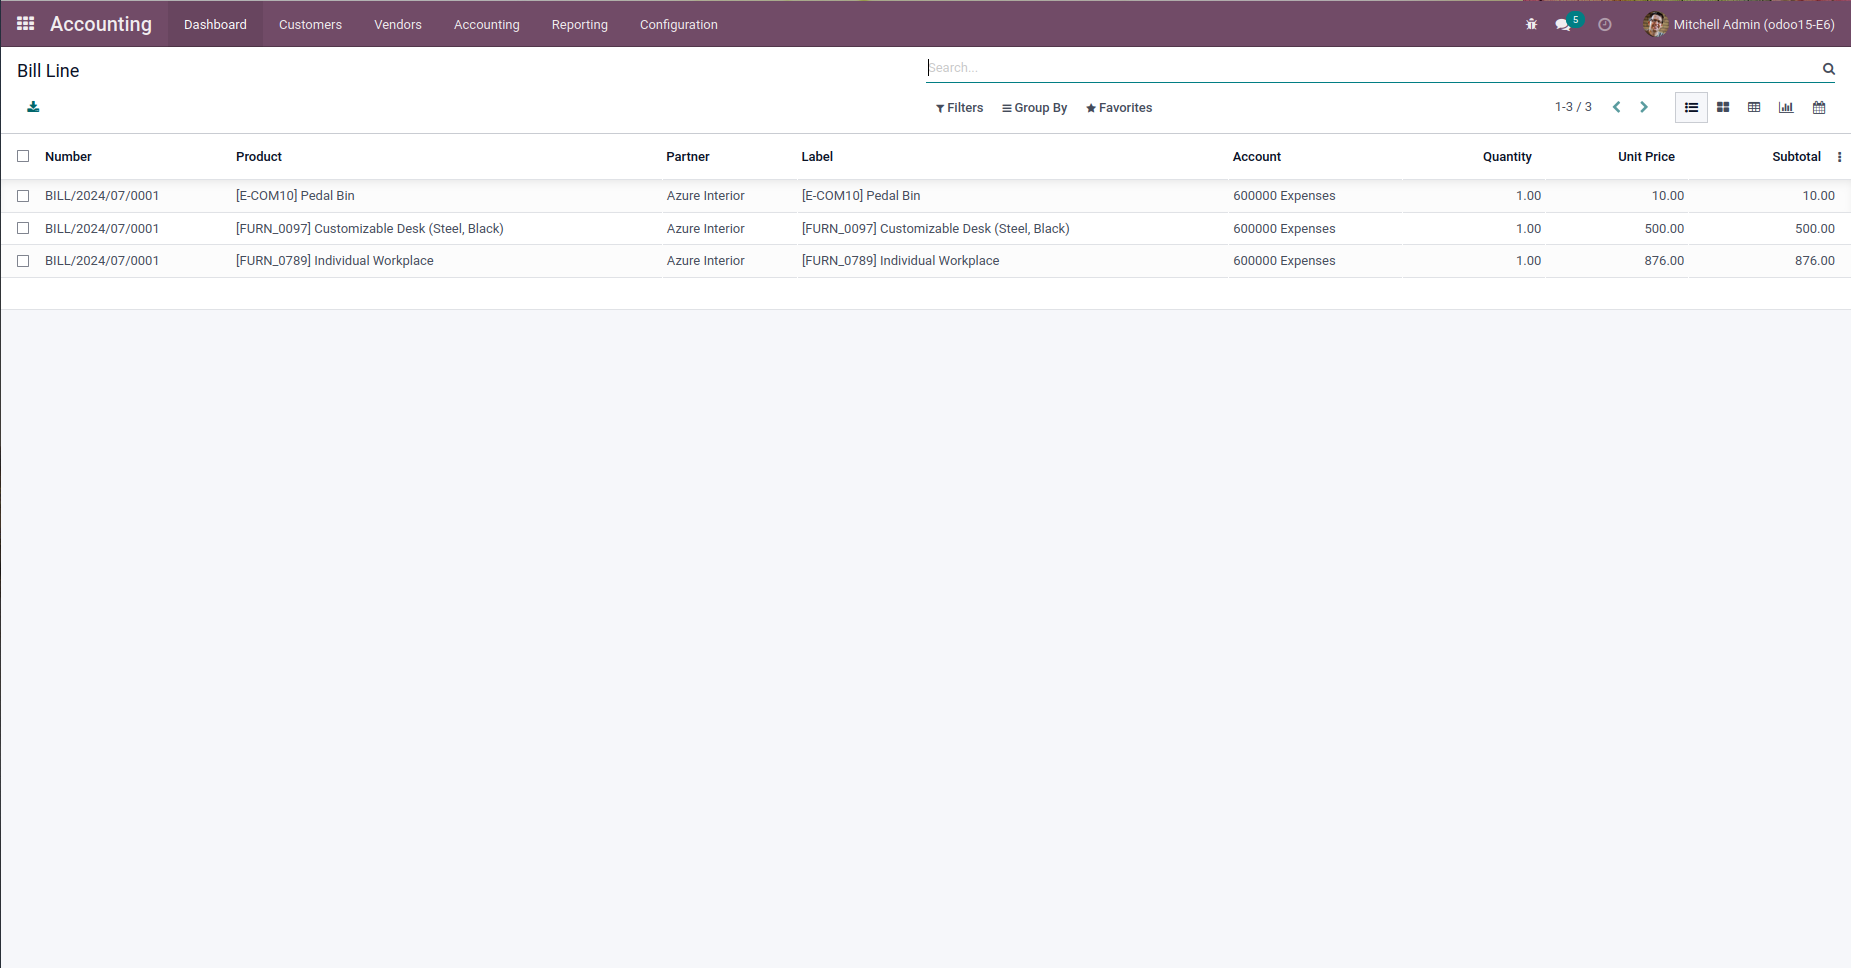 Accounting Dashboard Customers Vendors Accounting Reporting Configuration 5 Mitchell Admin (odoo15-E6)
Bill Line Search...
Filters Group By Favorites 1-3 / 3
Number Product Partner Label Account Quantity Unit Price Subtotal
BILL/2024/07/0001 [E-COM10] Pedal Bin Azure Interior [E-COM10] Pedal Bin 600000 Expenses 1.00 10.00 10.00
BILL/2024/07/0001 [FURN_0097] Customizable Desk (Steel, Black) Azure Interior [FURN_0097] Customizable Desk (Steel, Black) 600000 Expenses 1.00 500.00 500.00
BILL/2024/07/0001 [FURN_0789] Individual Workplace Azure Interior [FURN_0789] Individual Workplace 600000 Expenses 1.00 876.00 876.00